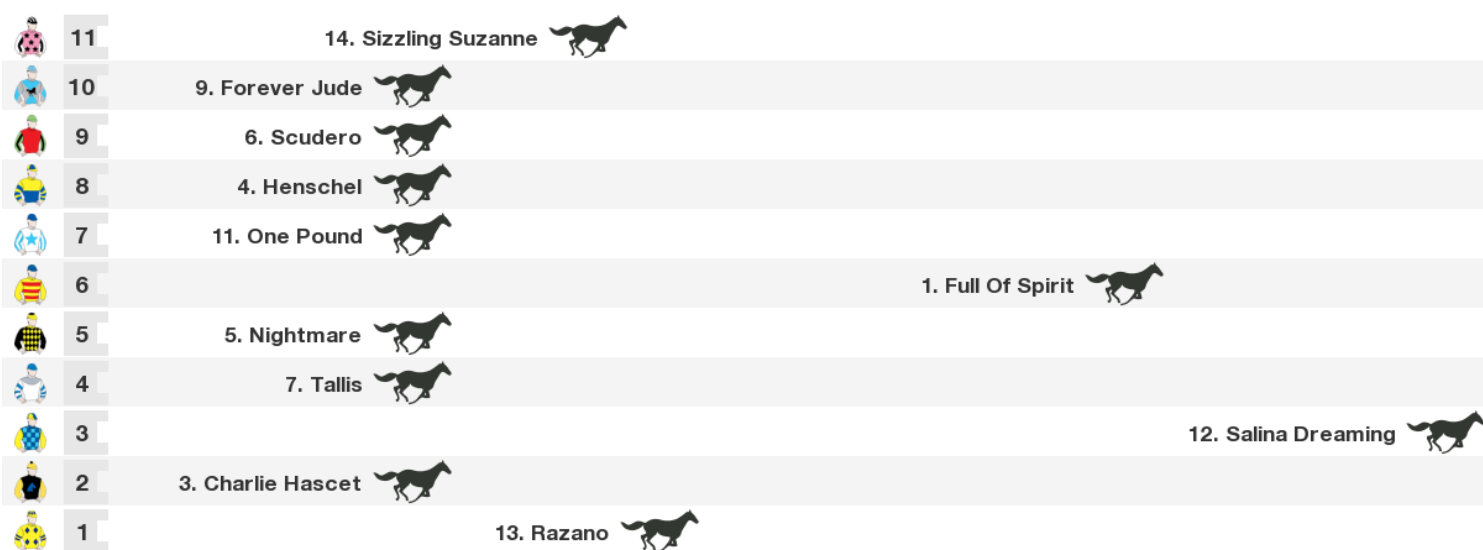 11 14. Sizzling Suzanne
10 9. Forever Jude
9 6. Scudero
8 4. Henschel
7 11. One Pound
6 1. Full Of Spirit
5 5. Nightmare
4 7. Tallis
3 12. Salina Dreaming
2 3. Charlie Hascet
1 13. Razano